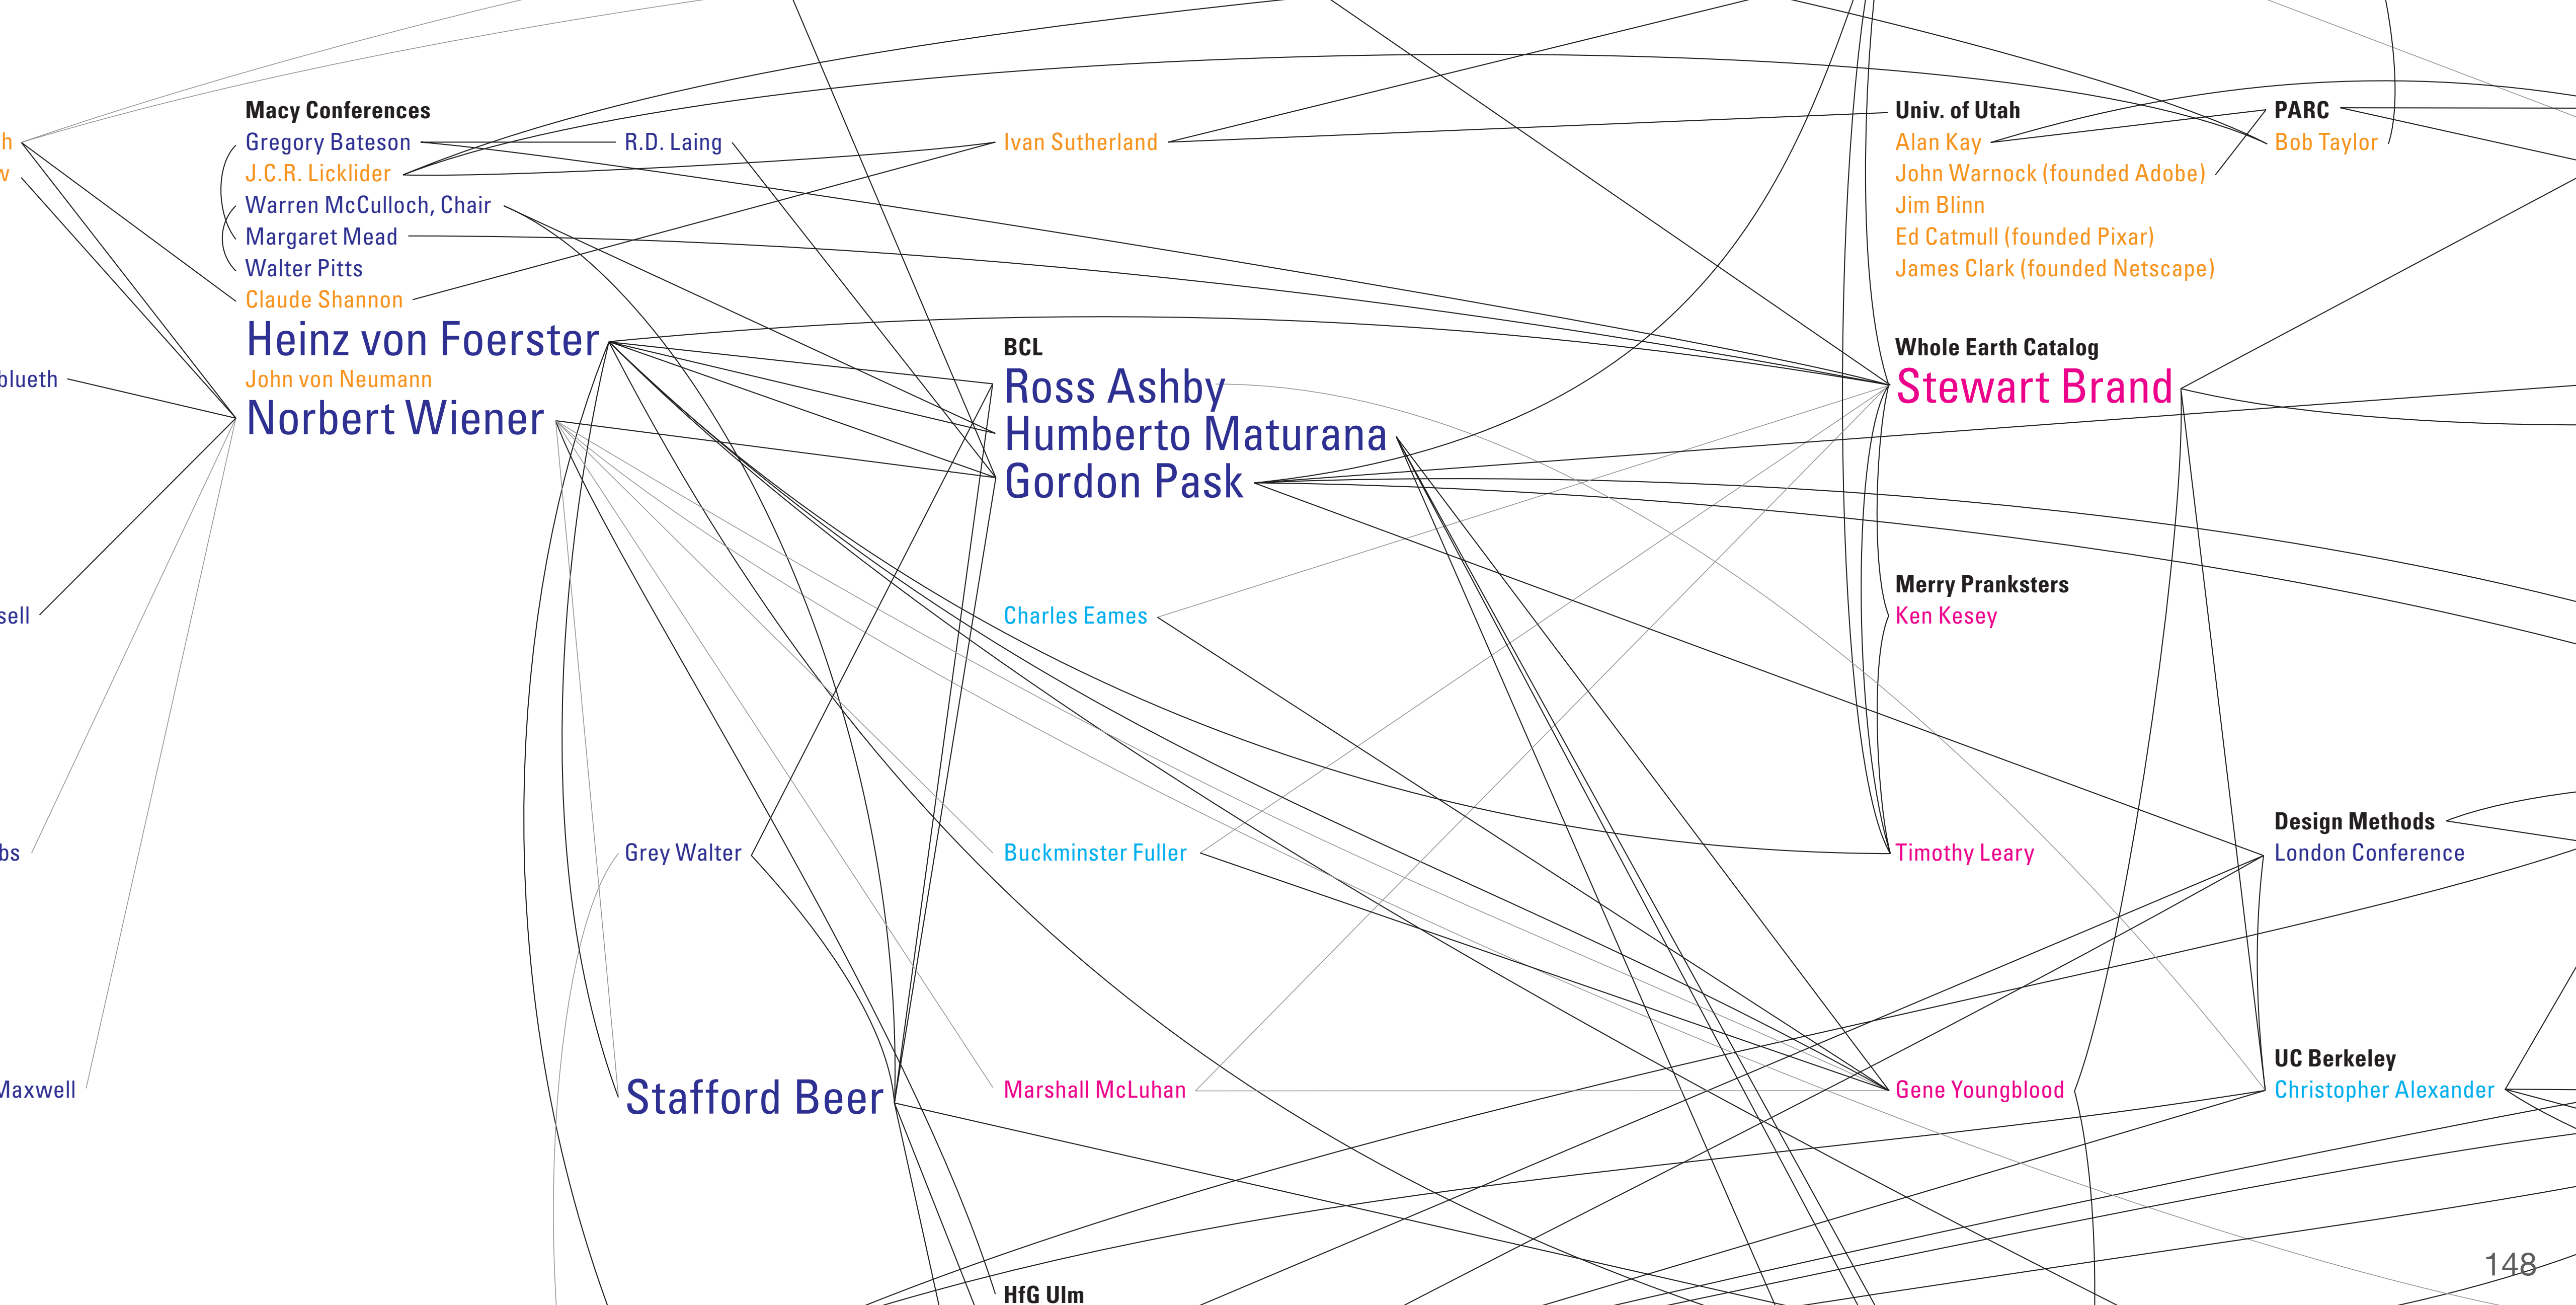 Macy Conferences
Gregory Bateson
J.C.R. Licklider
Warren McCulloch, Chair
Margaret Mead
Walter Pitts
Claude Shannon
Heinz von Foerster
John von Neumann
Norbert Wiener
R.D. Laing
Grey Walter
Stafford Beer
Ivan Sutherland
BCL
Ross Ashby
Humberto Maturana
Gordon Pask
Charles Eames
Buckminster Fuller
Marshall McLuhan
HfG Ulm
Univ. of Utah
Alan Kay
John Warnock (founded Adobe)
Jim Blinn
Ed Catmull (founded Pixar)
James Clark (founded Netscape)
Whole Earth Catalog
Stewart Brand
Merry Pranksters
Ken Kesey
Timothy Leary
Gene Youngblood
PARC
Bob Taylor
Design Methods
London Conference
UC Berkeley
Christopher Alexander
Maxwell
148